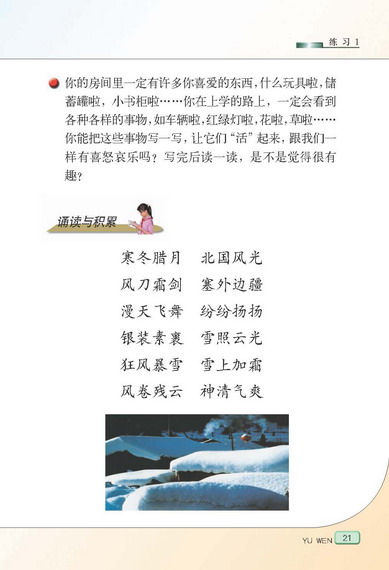 练习1
你的房间里一定有许多你喜爱的东西,什么玩具啦,储
蓄罐啦，小书柜啦……你在上学的路上，一定会看到
各种各样的事物,如车辆啦,红绿灯啦,花啦,草啦……
你能把这些事物写一写,让它们“活”起来,跟我们一
样有喜怒哀乐吗？写完后读一读，是不是觉得很有
趣？
诵读与积累
寒冬腊月 北国风光
风刀霜剑 塞外边疆
漫天飞舞 纷纷扬扬
银装素裹 雪照云光
狂风暴雪 雪上加霜
风卷残云 神清气爽
YU WEN 21